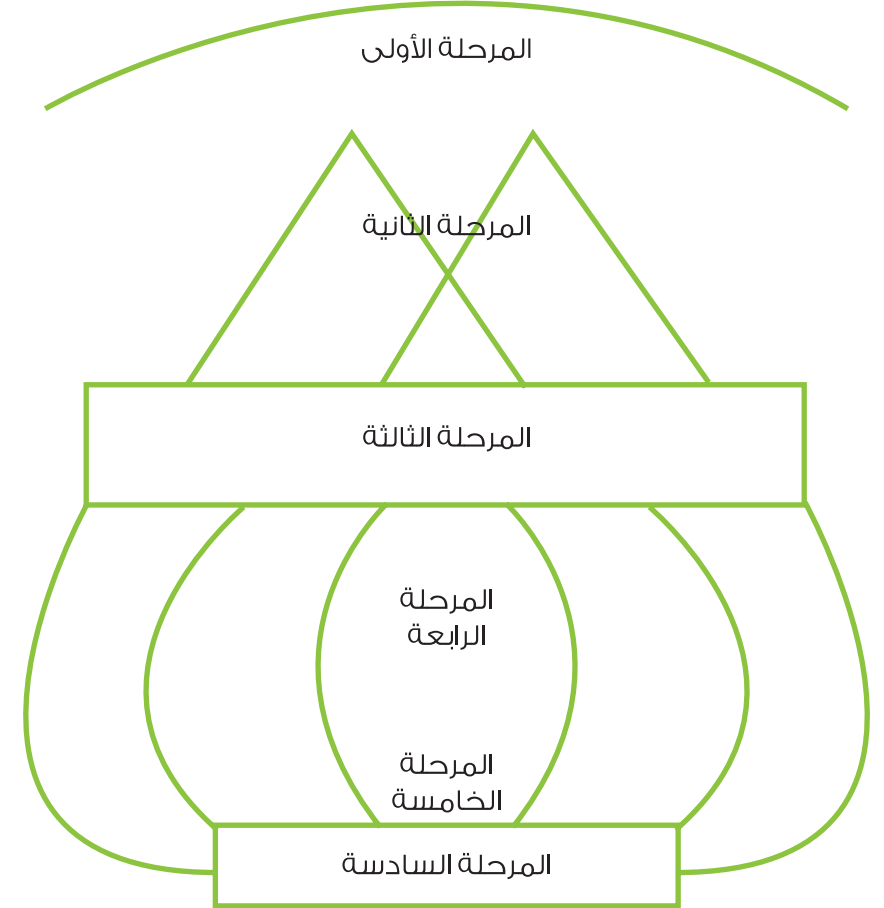 المرحلة الأولى
المرحلة الثانية
المرحلة الثالثة
المرحلة
الرابعة
المرحلة
الخامسة
المرحلة السادسة